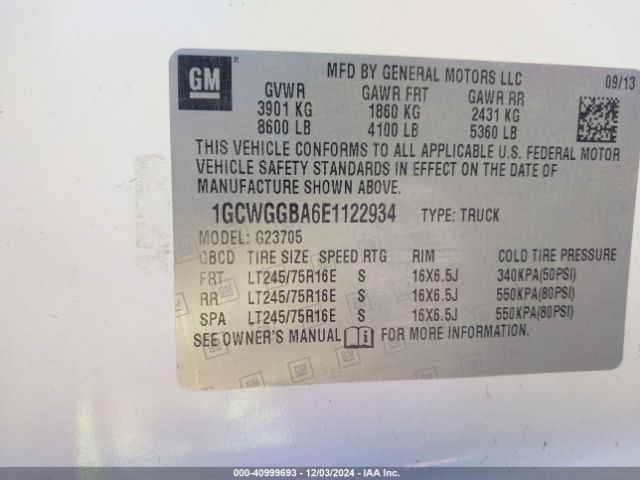 GM
MFD BY GENERAL MOTORS LLC 09/13
GVWR GAWR FRT GAWR RR
3901 KG 1860 KG 2431 KG
8600 LB 4100 LB 5360 LB
THIS VEHICLE CONFORMS TO ALL APPLICABLE U.S. FEDERAL MOTOR
VEHICLE SAFETY STANDARDS IN EFFECT ON THE DATE OF
MANUFACTURE SHOWN ABOVE.
1GCWGGBA6E1122934 TYPE: TRUCK
MODEL: G23705
GBCD TIRE SIZE SPEED RTG RIM COLD TIRE PRESSURE
FRT LT245/75R16E S 16X6.5J 340KPA(50PSI)
RR LT245/75R16E S 16X6.5J 550KPA(80PSI)
SPA LT245/75R16E S 16X6.5J 550KPA(80PSI)
SEE OWNER'S MANUAL i FOR MORE INFORMATION.
000-40999693 - 12/03/2024 - IAA Inc.